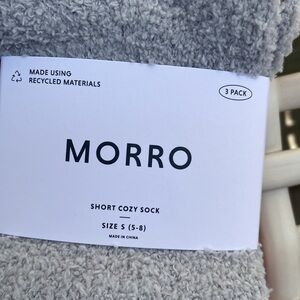 MADE USING
RECYCLED MATERIALS
3 PACK
MORRO
SHORT COZY SOCK
SIZE S (5-8)
MADE IN CHINA